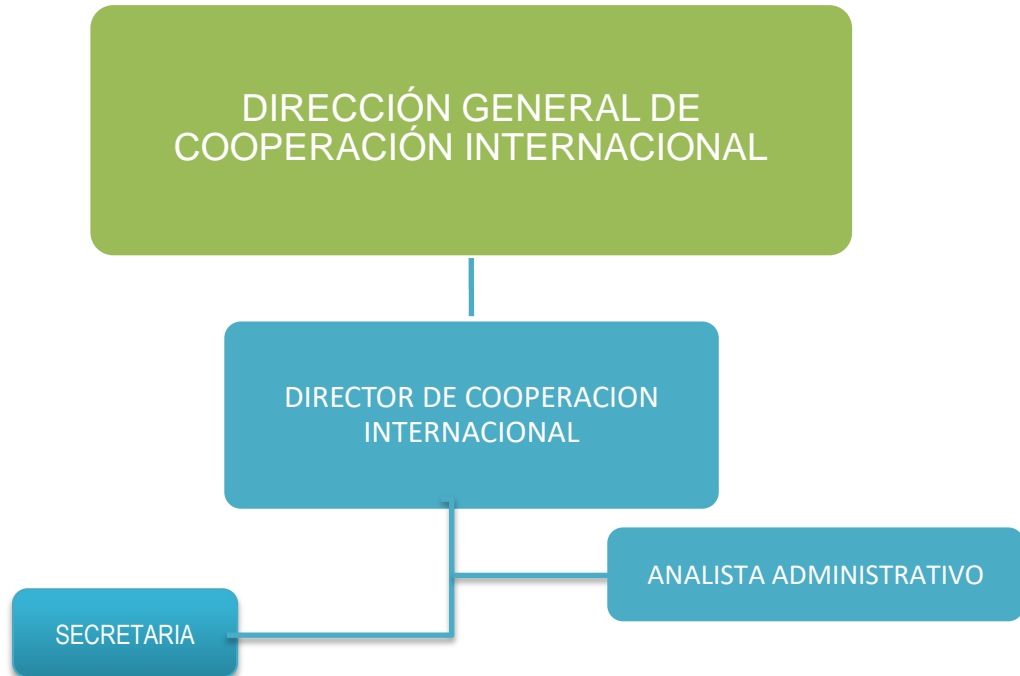 DIRECCIÓN GENERAL DE
COOPERACIÓN INTERNACIONAL
DIRECTOR DE COOPERACION
INTERNACIONAL
ANALISTA ADMINISTRATIVO
SECRETARIA